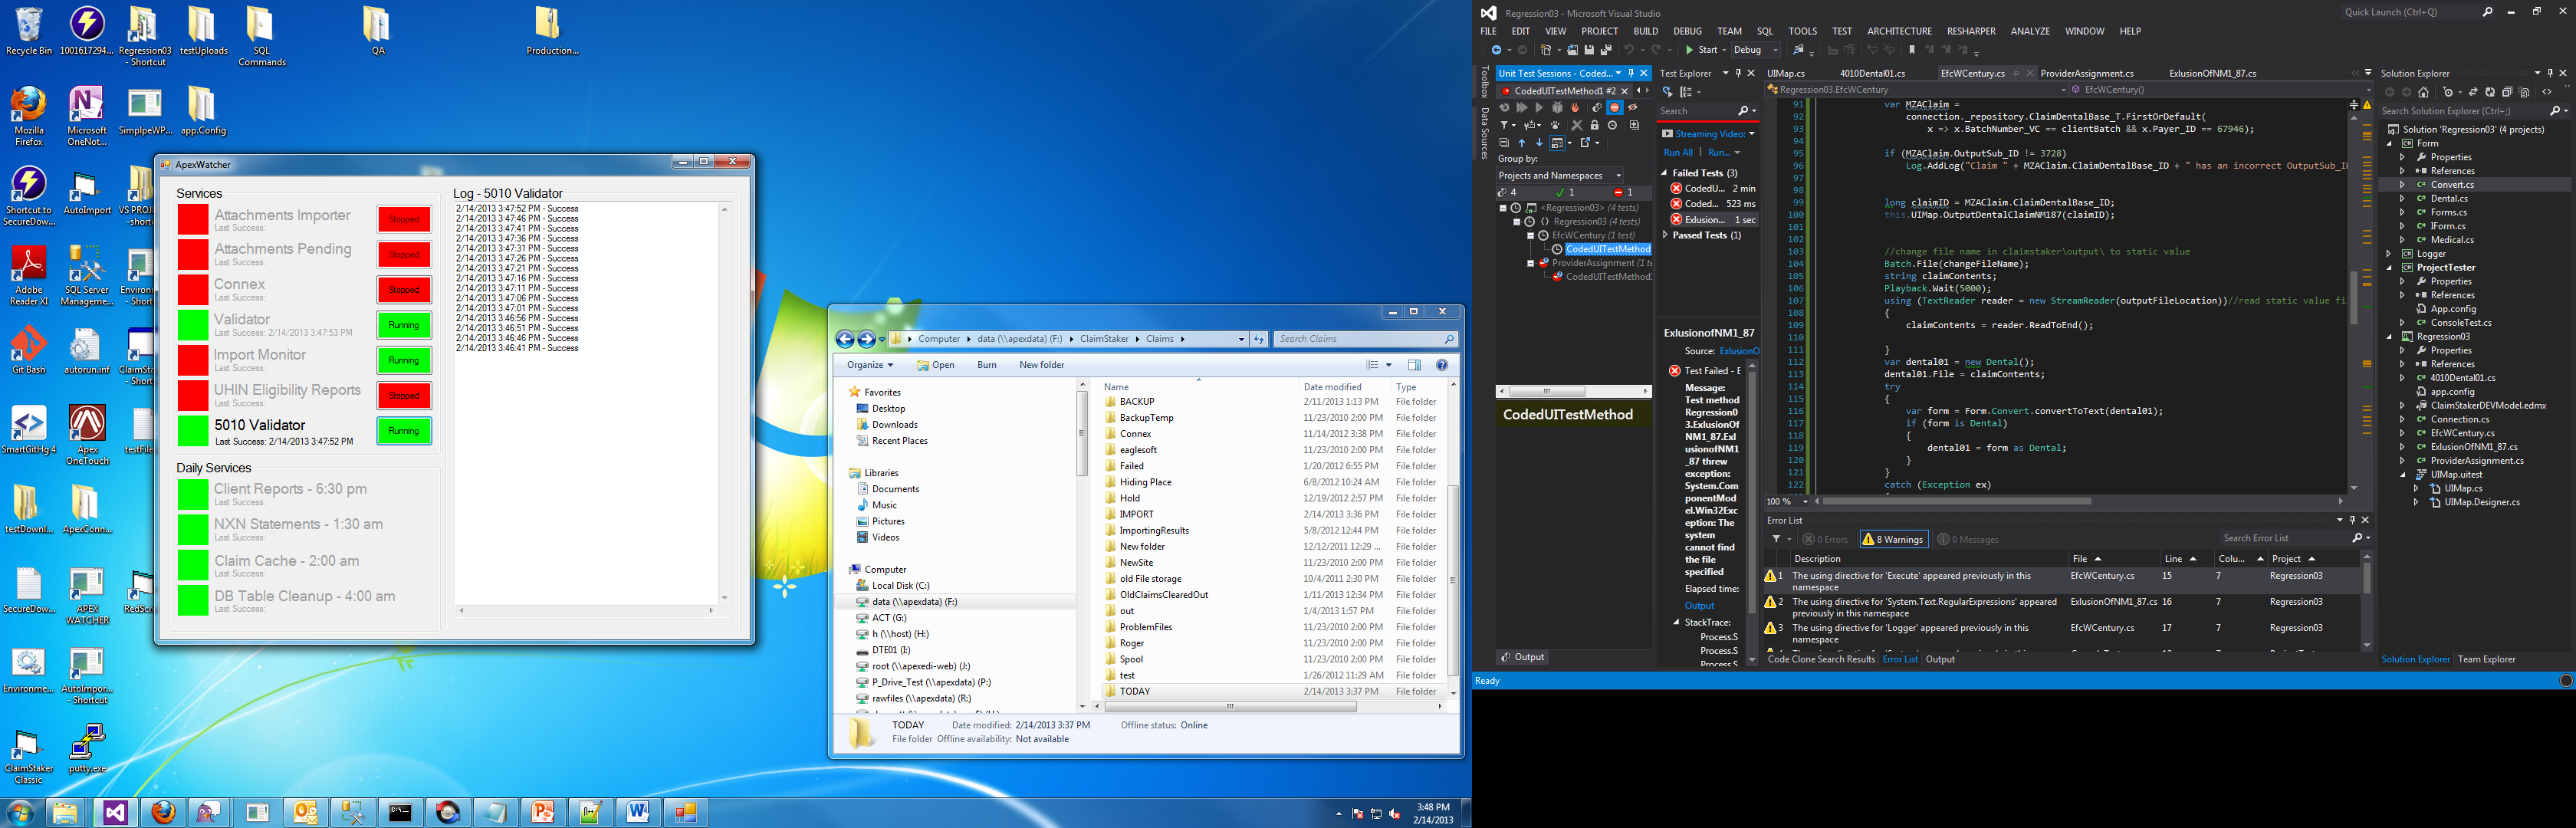 Recycle Bin
1001617294...
Regression03 - Shortcut
testUploads
SQL Commands
QA
Production...
Mozilla Firefox
Microsoft OneNot...
SimplpeWP...
app.Config
Shortcut to SecureDow...
AutoImport
VS PROJ... -short...
Adobe Reader XI
SQL Server Manageme...
Environm... - Short...
Git Bash
autorun.inf
ClaimSta... - Short...
SmartGitHg 4
Apex OneTouch
testFile
testDownl...
ApexConn...
SecureDow...
APEX WATCHER
RedScr...
Environme...
AutoImpor... - Shortcut
ClaimStaker Classic
putty.exe
ApexWatcher
Services
Attachments Importer
Last Success:
Stopped
Attachments Pending
Last Success:
Stopped
Connex
Last Success:
Stopped
Validator
Last Success: 2/14/2013 3:47:53 PM
Running
Import Monitor
Last Success:
Running
UHIN Eligibility Reports
Last Success:
Stopped
5010 Validator
Last Success: 2/14/2013 3:47:52 PM
Running
Daily Services
Client Reports - 6:30 pm
Last Success:
NXN Statements - 1:30 am
Last Success:
Claim Cache - 2:00 am
Last Success:
DB Table Cleanup - 4:00 am
Last Success:
Log - 5010 Validator
2/14/2013 3:47:52 PM - Success
2/14/2013 3:47:46 PM - Success
2/14/2013 3:47:41 PM - Success
2/14/2013 3:47:36 PM - Success
2/14/2013 3:47:31 PM - Success
2/14/2013 3:47:26 PM - Success
2/14/2013 3:47:21 PM - Success
2/14/2013 3:47:16 PM - Success
2/14/2013 3:47:11 PM - Success
2/14/2013 3:47:06 PM - Success
2/14/2013 3:47:01 PM - Success
2/14/2013 3:46:56 PM - Success
2/14/2013 3:46:51 PM - Success
2/14/2013 3:46:46 PM - Success
2/14/2013 3:46:41 PM - Success
Computer data (\\apexdata) (F:) ClaimStaker Claims
Search Claims
Organize Open Burn New folder
Favorites
Desktop
Downloads
Recent Places
Libraries
Documents
Music
Pictures
Videos
Computer
Local Disk (C:)
data (\\apexdata) (F:)
ACT (G:)
h (\\host) (H:)
DTE01 (I:)
root (\\apexedi-web) (J:)
P_Drive_Test (\\apexdata) (P:)
rawfiles (\\apexdata) (R:)
Name Date modified Type
BACKUP 2/11/2013 1:13 PM File folder
BackupTemp 11/23/2010 2:00 PM File folder
Connex 11/14/2012 3:38 PM File folder
eaglesoft 11/23/2010 2:00 PM File folder
Failed 1/20/2012 6:55 PM File folder
Hiding Place 6/8/2012 10:24 AM File folder
Hold 12/19/2012 2:57 PM File folder
IMPORT 2/14/2013 3:36 PM File folder
ImportingResults 5/8/2012 12:44 PM File folder
New folder 12/12/2011 12:29 ... File folder
NewSite 11/23/2010 2:00 PM File folder
old File storage 10/4/2011 2:30 PM File folder
OldClaimsClearedOut 1/11/2013 12:34 PM File folder
out 1/4/2013 1:57 PM File folder
ProblemFiles 11/23/2010 2:00 PM File folder
Roger 11/23/2010 2:00 PM File folder
Spool 11/23/2010 2:00 PM File folder
test 1/26/2012 11:29 AM File folder
TODAY 2/14/2013 3:37 PM File folder
TODAY Date modified: 2/14/2013 3:37 PM Offline status: Online
File folder Offline availability: Not available
3:48 PM
2/14/2013
Regression03 - Microsoft Visual Studio
Quick Launch (Ctrl+Q)
FILE EDIT VIEW PROJECT BUILD DEBUG TEAM SQL TOOLS TEST ARCHITECTURE RESHARPER ANALYZE WINDOW HELP
Start Debug
Toolbox
Data Sources
Unit Test Sessions - Coded...
CodedUITestMethod1 #2
Group by:
Projects and Namespaces
4 1 1
<Regression03> (4 tests)
Regression03 (4 tests)
EfcWCentury (1 test)
CodedUITestMethod
ProviderAssignment (1 te
CodedUITestMethod
CodedUITestMethod
Output
Test Explorer
Search
Streaming Video:
Run All Run...
Failed Tests (3)
CodedU... 2 min
Coded... 523 ms
Exlusion... 1 sec
Passed Tests (1)
ExlusionofNM1_87
Source: ExlusionO
Test Failed - E
Message:
Test method
Regression0
3.ExlusionOf
NM1_87.Exl
usionofNM1
_87 threw
exception:
System.Com
ponentMod
el.Win32Exc
eption: The
system
cannot find
the file
specified
Elapsed time:
Output
StackTrace:
Process.S
Process.S
Process.S
UIMap.cs 4010Dental01.cs EfcWCentury.cs ProviderAssignment.cs ExlusionOfNM1_87.cs
Regression03.EfcWCentury EfcWCentury()
91 var MZAClaim =
92 connection._repository.ClaimDentalBase_T.FirstOrDefault(
93 x => x.BatchNumber_VC == clientBatch && x.Payer_ID == 67946);
94
95 if (MZAClaim.OutputSub_ID != 3728)
96 Log.AddLog("Claim " + MZAClaim.ClaimDentalBase_ID + " has an incorrect OutputSub_ID
97
98
99 long claimID = MZAClaim.ClaimDentalBase_ID;
100 this.UIMap.OutputDentalClaimNM187(claimID);
101
102
103 //change file name in claimstaker\output\ to static value
104 Batch.File(changeFileName);
105 string claimContents;
106 Playback.Wait(5000);
107 using (TextReader reader = new StreamReader(outputFileLocation))//read static value fi
108 {
109 claimContents = reader.ReadToEnd();
110
111 }
112 var dental01 = new Dental();
113 dental01.File = claimContents;
114 try
115 {
116 var form = Form.Convert.convertToText(dental01);
117 if (form is Dental)
118 {
119 dental01 = form as Dental;
120 }
121 }
122 catch (Exception ex)
100 %
Error List
0 Errors 8 Warnings 0 Messages
Search Error List
Description File Line Colu... Project
1 The using directive for 'Execute' appeared previously in this namespace EfcWCentury.cs 15 7 Regression03
2 The using directive for 'System.Text.RegularExpressions' appeared previously in this namespace ExlusionOfNM1_87.cs 16 7 Regression03
3 The using directive for 'Logger' appeared previously in this namespace EfcWCentury.cs 17 7 Regression03
Code Clone Search Results Error List Output
Solution Explorer
Search Solution Explorer (Ctrl+;)
Solution 'Regression03' (4 projects)
Form
Properties
References
Convert.cs
Dental.cs
Forms.cs
IForm.cs
Medical.cs
Logger
ProjectTester
Properties
References
App.config
ConsoleTest.cs
Regression03
Properties
References
4010Dental01.cs
app.config
ClaimStakerDEVModel.edmx
Connection.cs
EfcWCentury.cs
ExlusionOfNM1_87.cs
ProviderAssignment.cs
UIMap.uitest
UIMap.cs
UIMap.Designer.cs
Solution Explorer Team Explorer
Ready